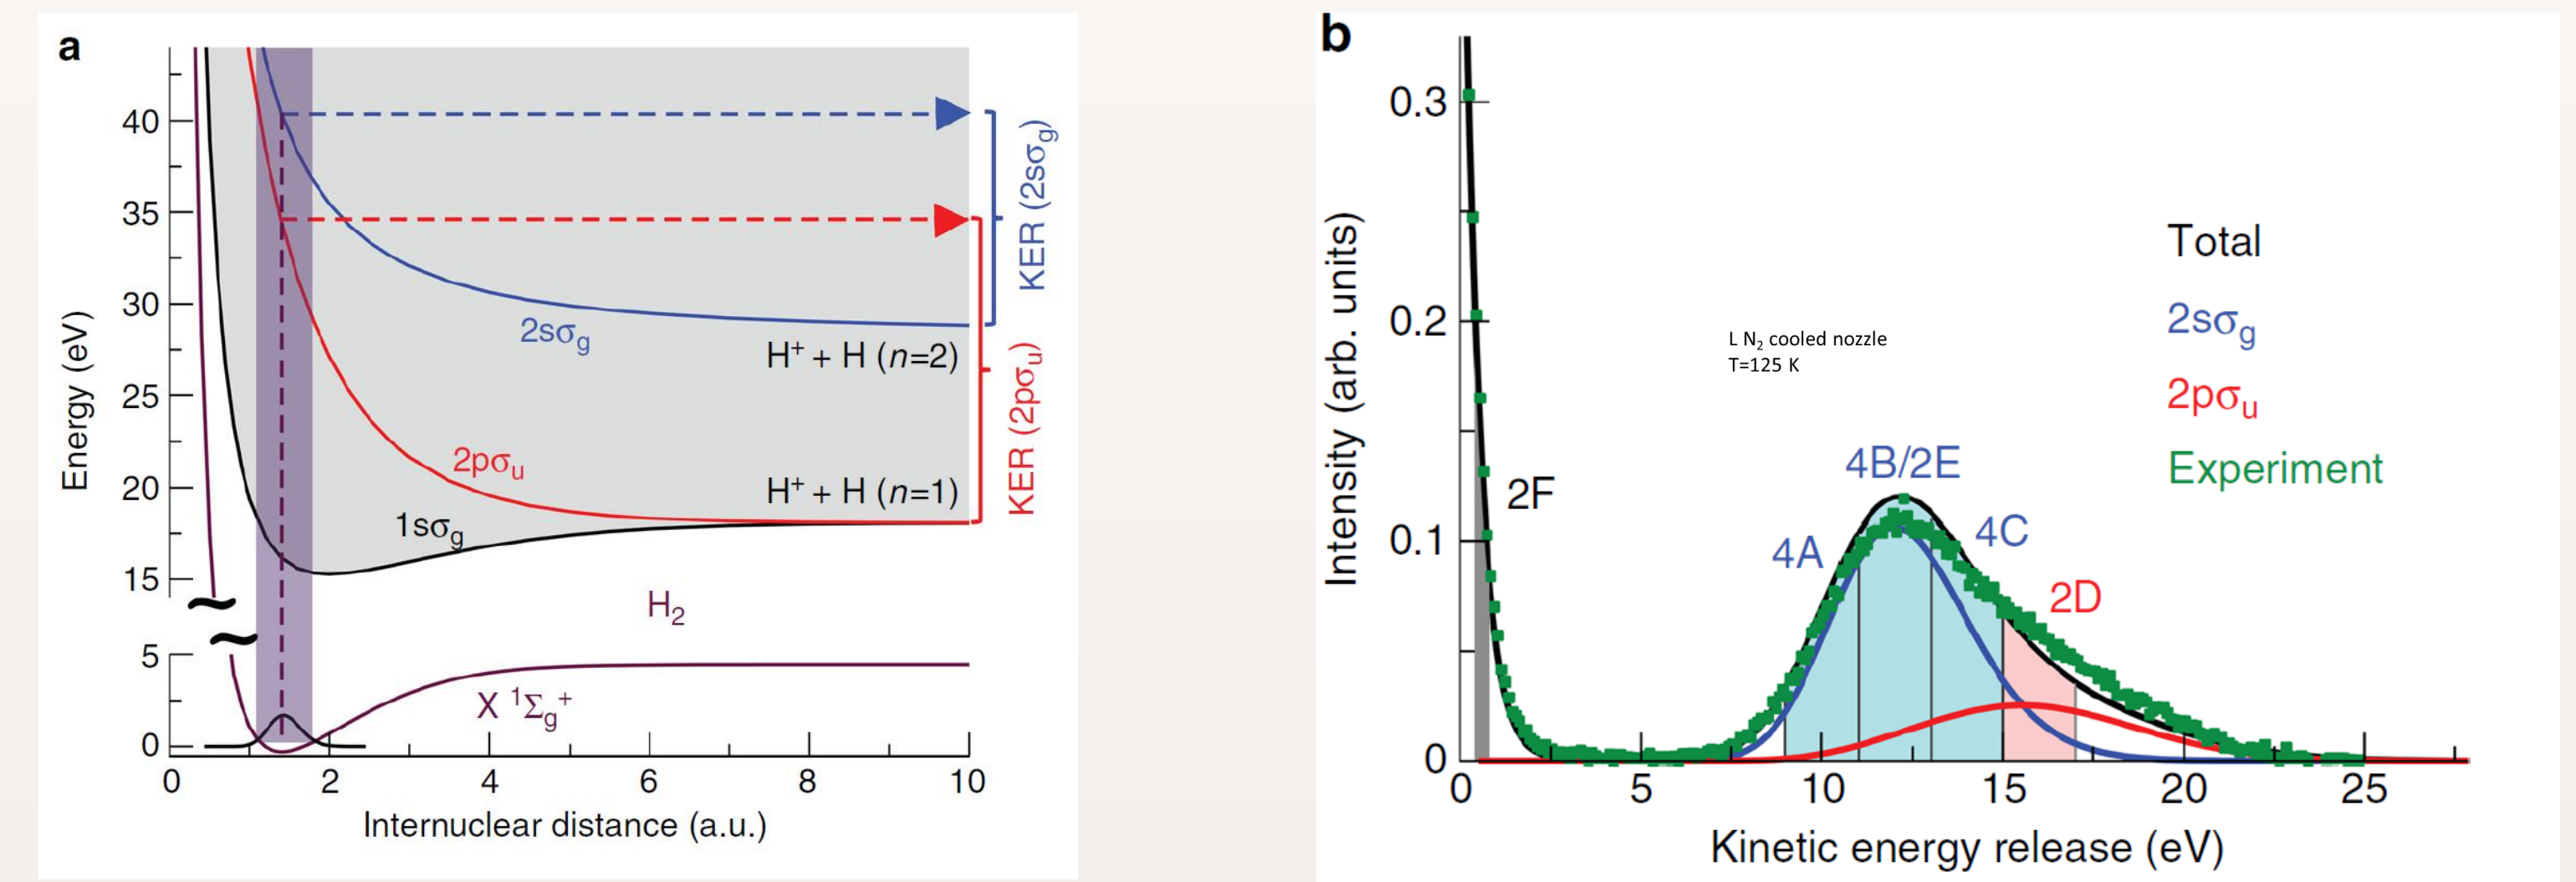 a
40
35
30
25
20
15
5
0
Energy (eV)
2sσg
H⁺ + H (n=2)
2pσu
H⁺ + H (n=1)
1sσg
H₂
X ¹Σg⁺
KER (2sσg)
KER (2pσu)
0 2 4 6 8 10
Internuclear distance (a.u.)
b
0.3
0.2
0.1
0
Intensity (arb. units)
L N₂ cooled nozzle
T=125 K
Total
2sσg
2pσu
Experiment
2F
4A
4B/2E
4C
2D
0 5 10 15 20 25
Kinetic energy release (eV)